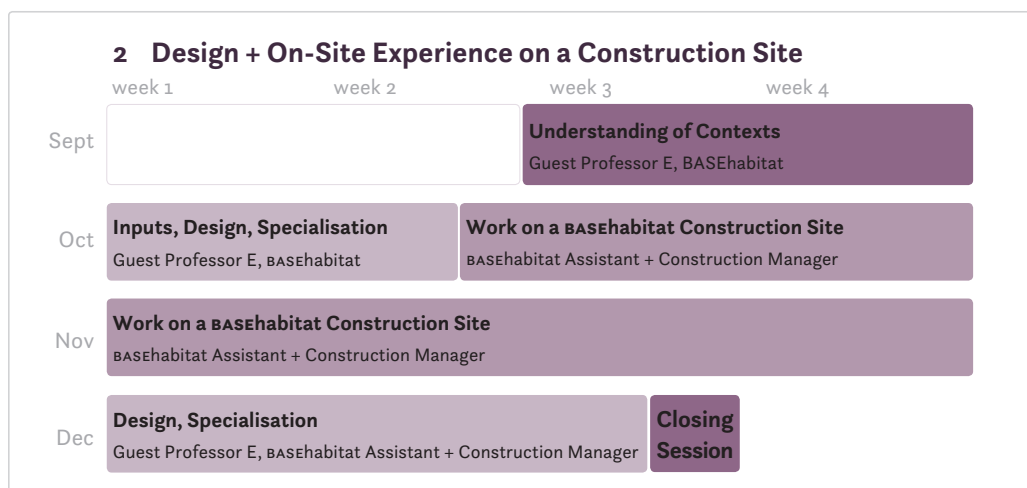 2 Design + On-Site Experience on a Construction Site
week 1 week 2 week 3 week 4
Sept
Understanding of Contexts
Guest Professor E, BASEhabitat
Oct
Inputs, Design, Specialisation
Guest Professor E, BASEhabitat
Work on a BASEhabitat Construction Site
BASEhabitat Assistant + Construction Manager
Nov
Work on a BASEhabitat Construction Site
BASEhabitat Assistant + Construction Manager
Dec
Design, Specialisation
Guest Professor E, BASEhabitat Assistant + Construction Manager
Closing
Session